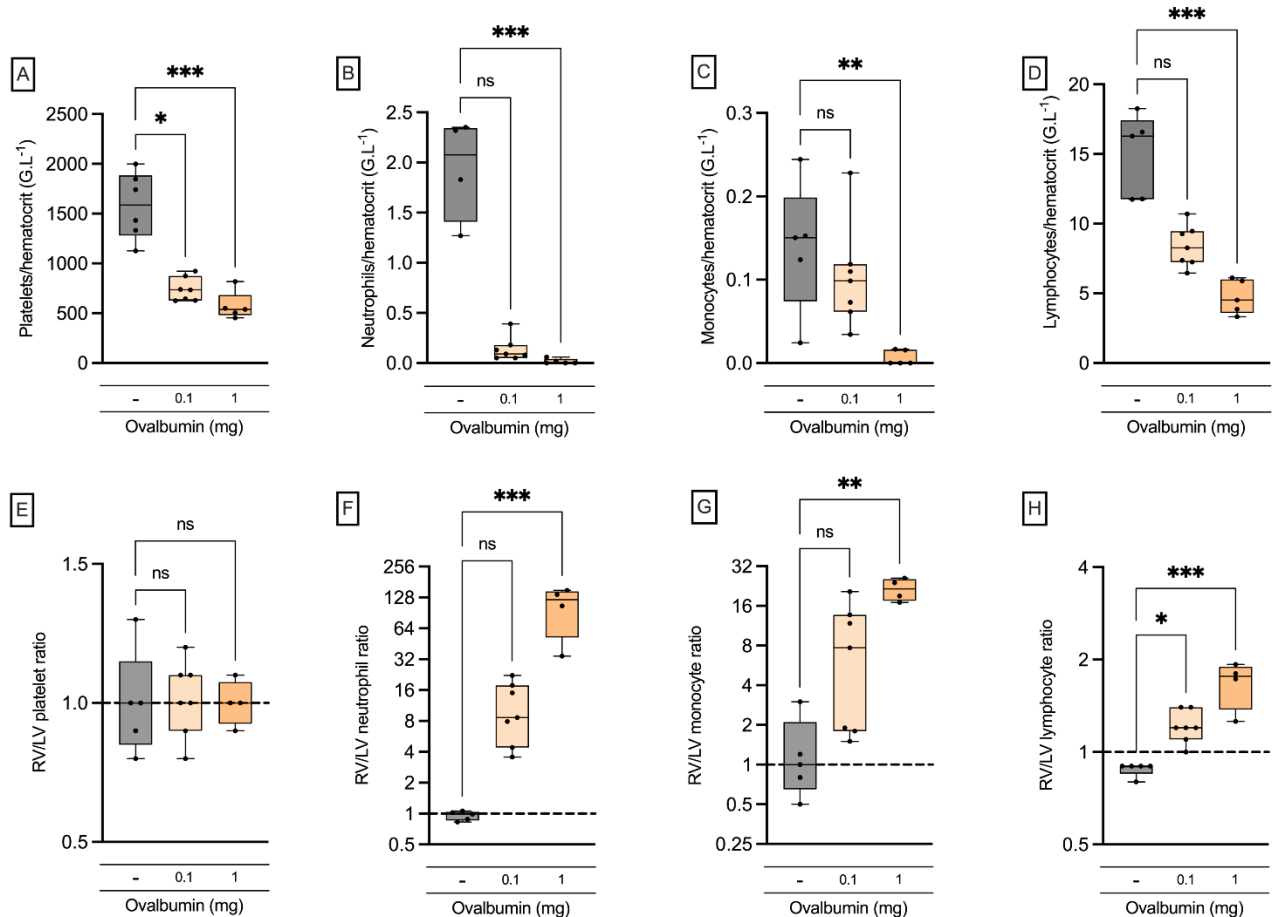 A
Platelets/hematocrit (G.L⁻¹)
2500
2000
1500
1000
500
0
***
*
- 0.1 1
Ovalbumin (mg)
B
Neutrophils/hematocrit (G.L⁻¹)
2.5
2.0
1.5
1.0
0.5
0.0
***
ns
- 0.1 1
Ovalbumin (mg)
C
Monocytes/hematocrit (G.L⁻¹)
0.3
0.2
0.1
0.0
**
ns
- 0.1 1
Ovalbumin (mg)
D
Lymphocytes/hematocrit (G.L⁻¹)
20
15
10
5
0
***
ns
- 0.1 1
Ovalbumin (mg)
E
RV/LV platelet ratio
1.5
1.0
0.5
ns
ns
- 0.1 1
Ovalbumin (mg)
F
RV/LV neutrophil ratio
256
128
64
32
16
8
4
2
1
0.5
***
ns
- 0.1 1
Ovalbumin (mg)
G
RV/LV monocyte ratio
32
16
8
4
2
1
0.5
0.25
**
ns
- 0.1 1
Ovalbumin (mg)
H
RV/LV lymphocyte ratio
4
2
1
0.5
***
*
- 0.1 1
Ovalbumin (mg)